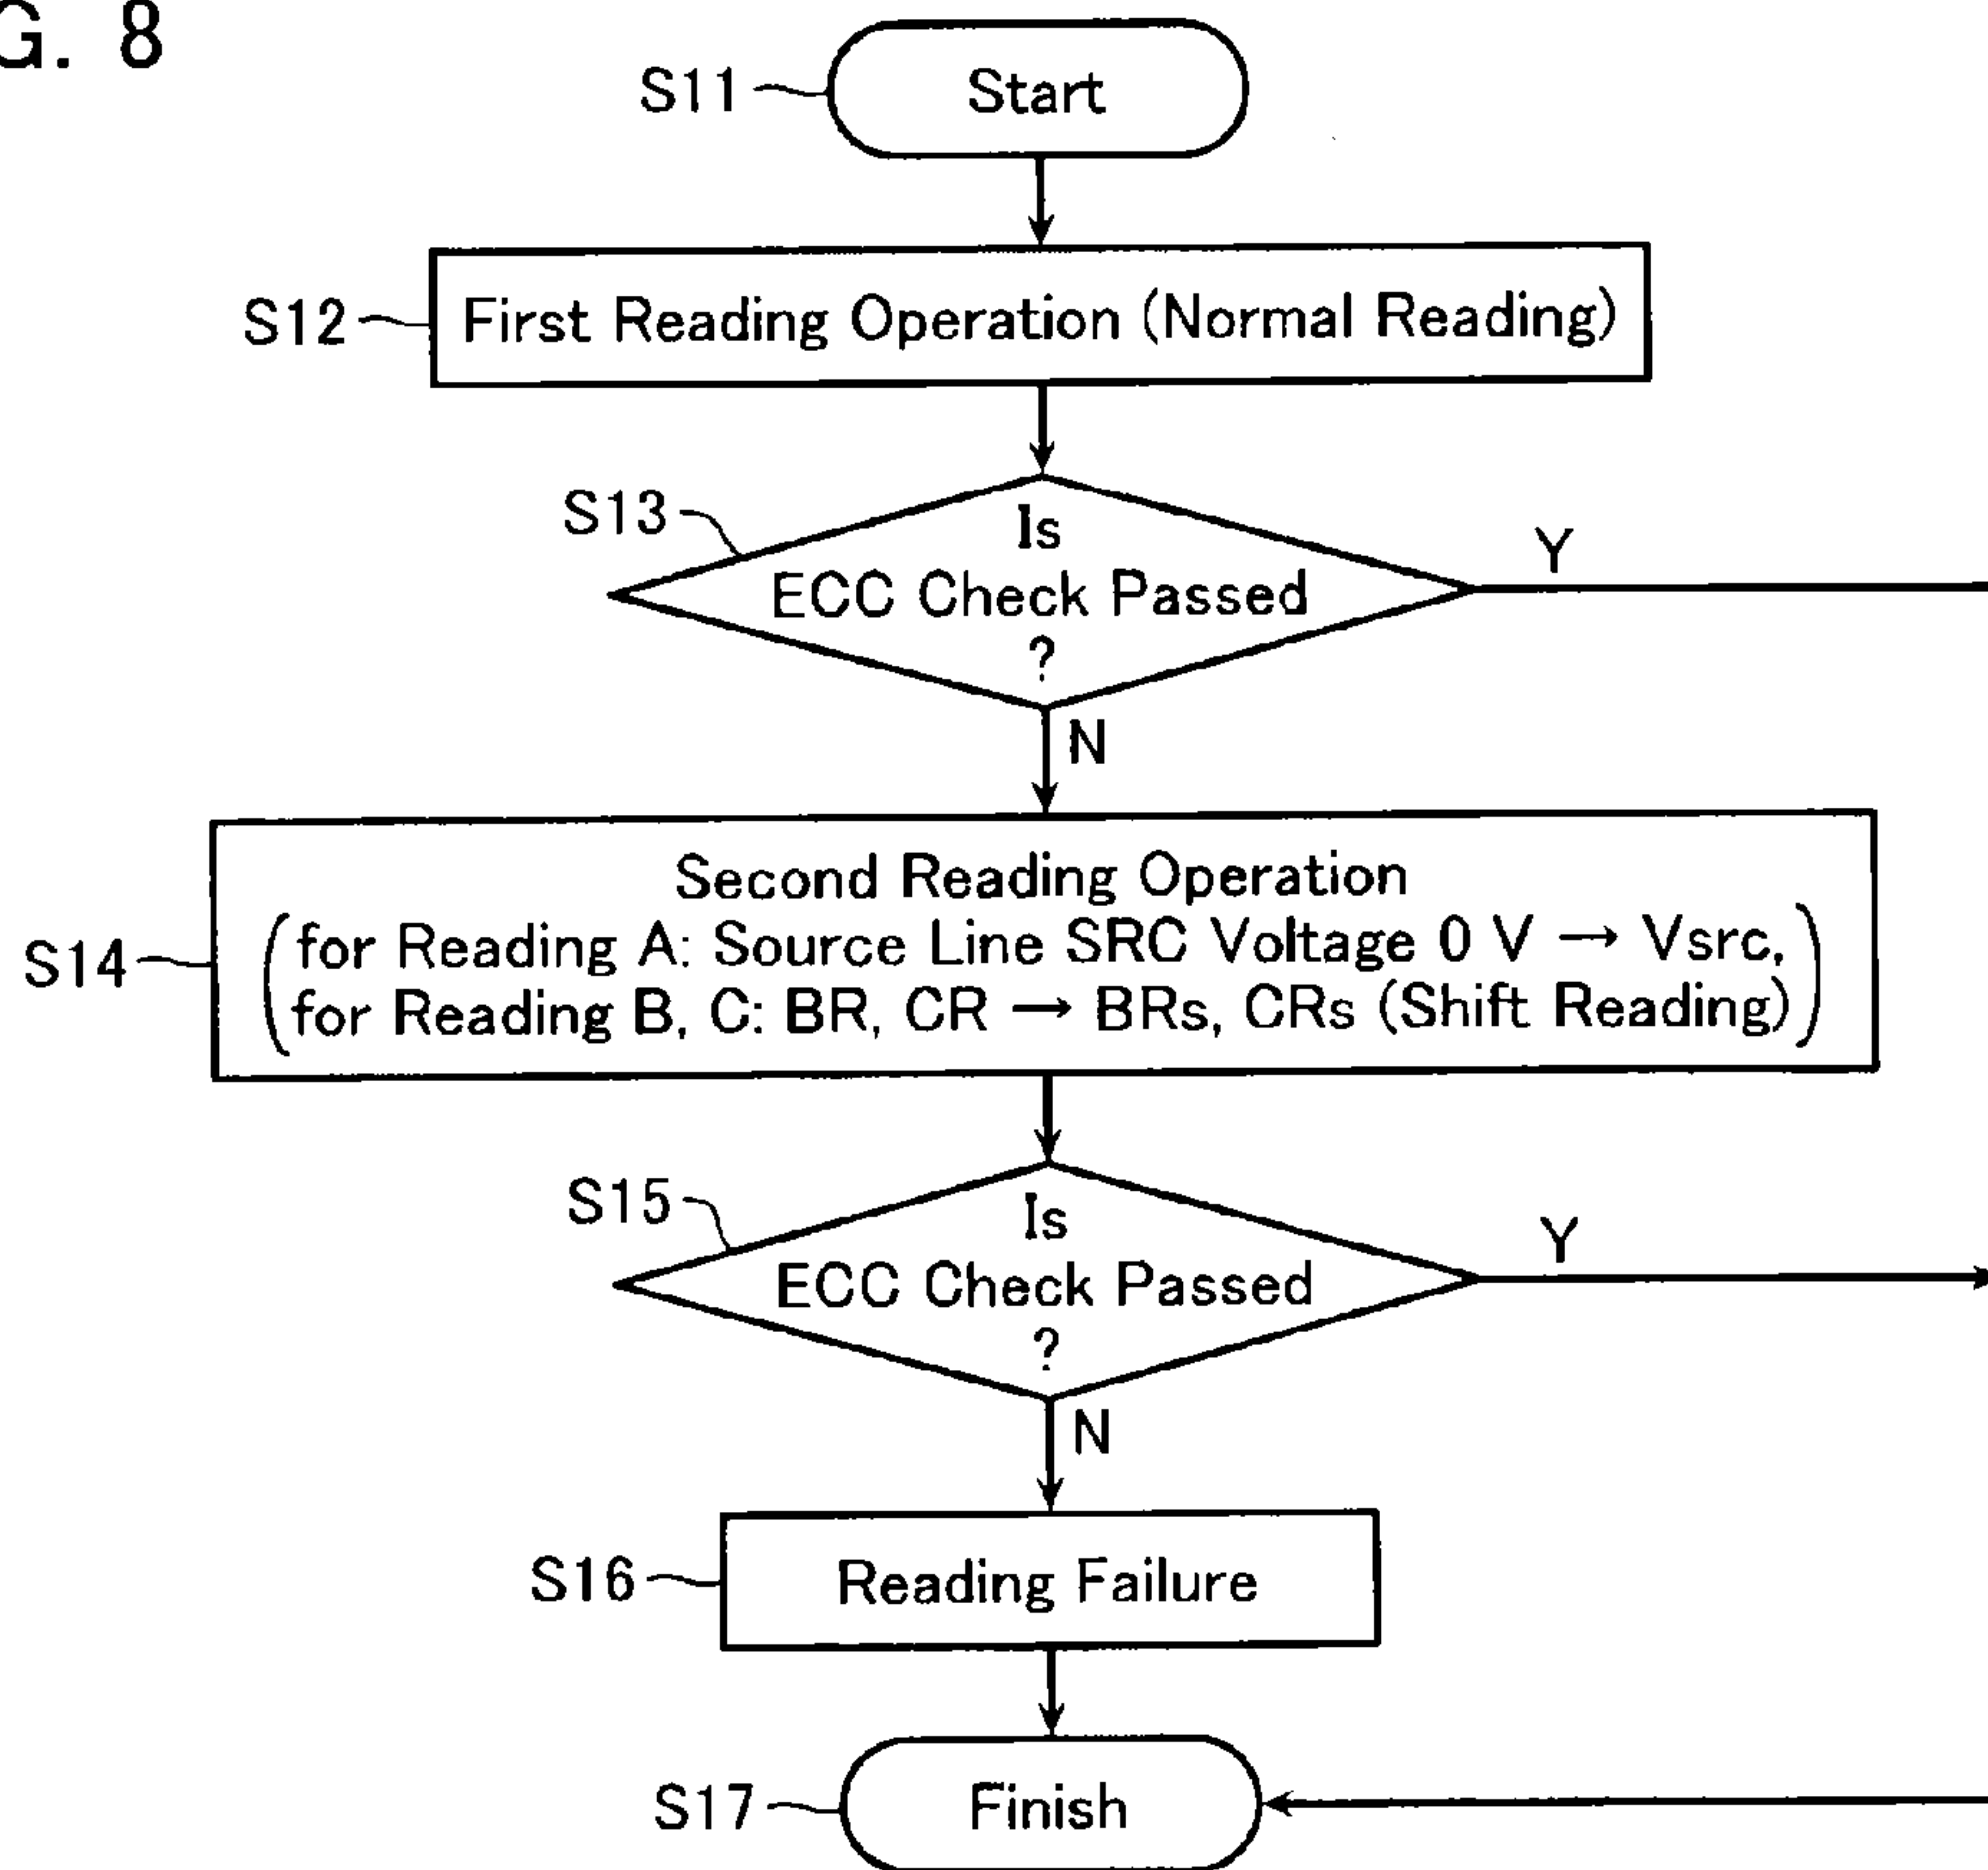 G. 8
S11
Start
S12
First Reading Operation (Normal Reading)
S13
Is
ECC Check Passed
?
Y
N
S14
Second Reading Operation
(for Reading A: Source Line SRC Voltage 0 V → Vsrc,
for Reading B, C: BR, CR → BRs, CRs (Shift Reading))
S15
Is
ECC Check Passed
?
Y
N
S16
Reading Failure
S17
Finish